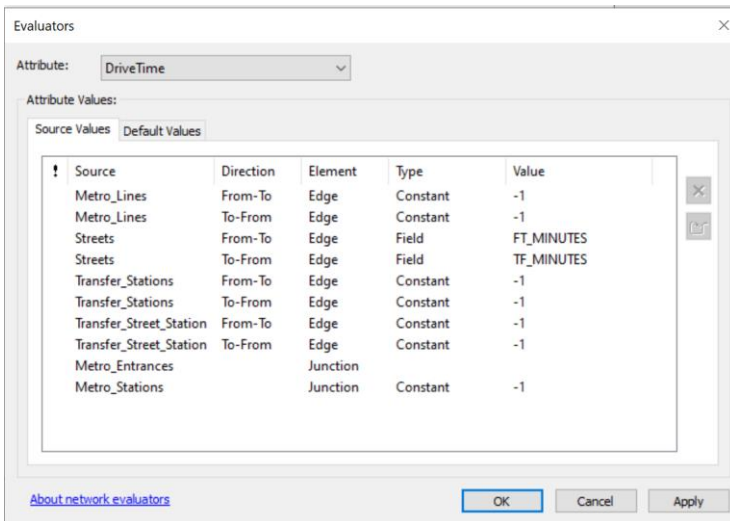 Evaluators
Attribute: DriveTime
Attribute Values:
Source Values Default Values
! Source Direction Element Type Value
Metro_Lines From-To Edge Constant -1
Metro_Lines To-From Edge Constant -1
Streets From-To Edge Field FT_MINUTES
Streets To-From Edge Field TF_MINUTES
Transfer_Stations From-To Edge Constant -1
Transfer_Stations To-From Edge Constant -1
Transfer_Street_Station From-To Edge Constant -1
Transfer_Street_Station To-From Edge Constant -1
Metro_Entrances Junction
Metro_Stations Junction Constant -1
About network evaluators OK Cancel Apply